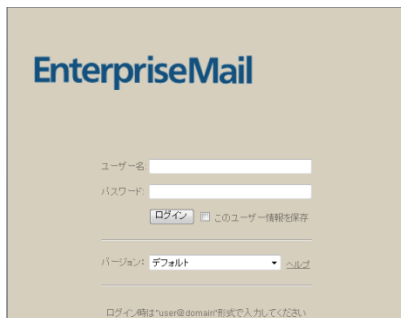 EnterpriseMail
ユーザー名:
パスワード:
ログイン このユーザー情報を保存
バージョン: デフォルト ヘルプ
ログイン時は"user@domain"形式で入力してください